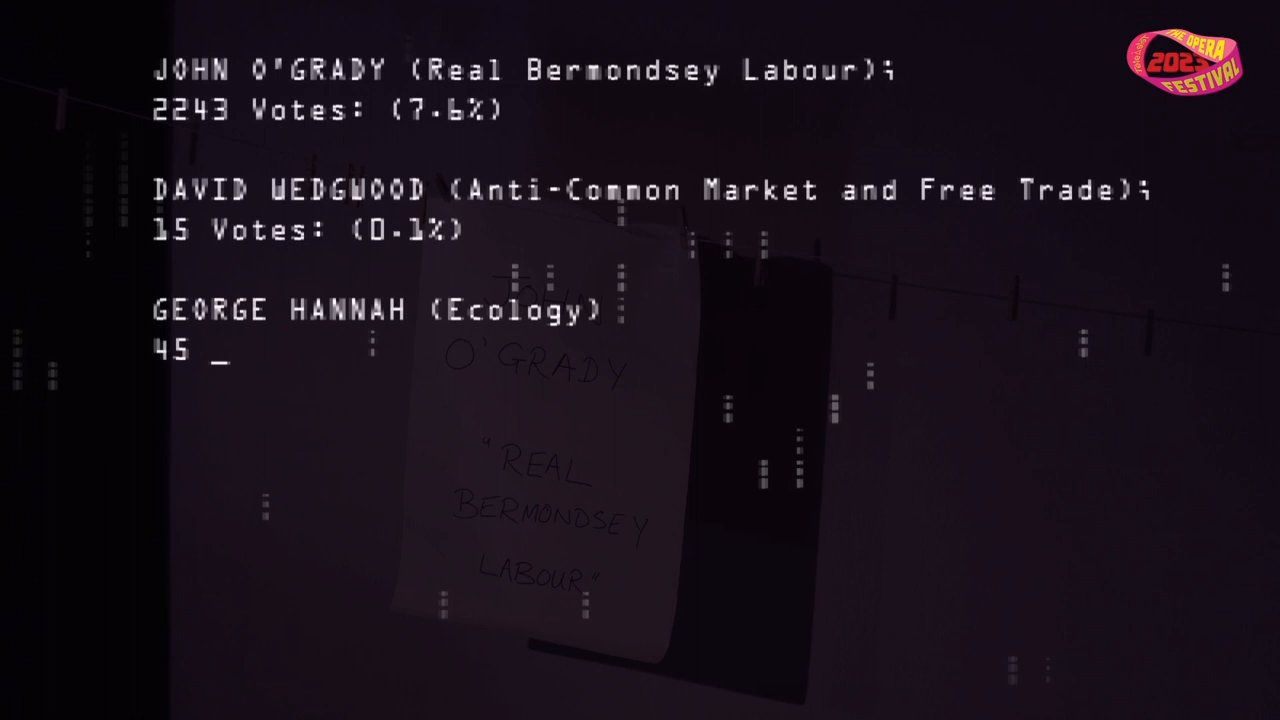 JOHN O'GRADY (Real Bermondsey Labour);
2243 Votes: (7.6%)
DAVID WEDGWOOD (Anti-Common Market and Free Trade);
15 Votes: (0.1%)
GEORGE HANNAH (Ecology)
45 _
JOHN
O'GRADY
"REAL
BERMONDSEY
LABOUR"
THE OPERA
2023
FESTIVAL